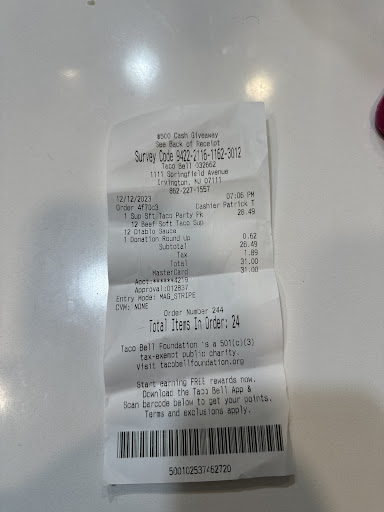 $500 Cash Giveaway
See Back of Receipt
Survey Code 9422-2116-1162-3012
Taco Bell 032662
1111 Springfield Avenue
Irvington, NJ 07111
862-227-1557
12/12/2023 07:06 PM
Order 4f70d3 Cashier Patrick T
1 Sup Sft Taco Party Pk 28.49
12 Beef Soft Taco Sup
12 Diablo Sauce
1 Donation Round Up 0.62
Subtotal 28.49
Tax 1.89
Total 31.00
MasterCard 31.00
Acct:******4219
Approval:012837
Entry Mode: MAG_STRIPE
CVM: NONE
Order Number 244
Total Items In Order: 24
Taco Bell Foundation is a 501(c)(3)
tax-exempt public charity.
Visit tacobellfoundation.org
Start earning FREE rewards now.
Download the Taco Bell App &
Scan barcode below to get your points.
Terms and exclusions apply.
500102537462720